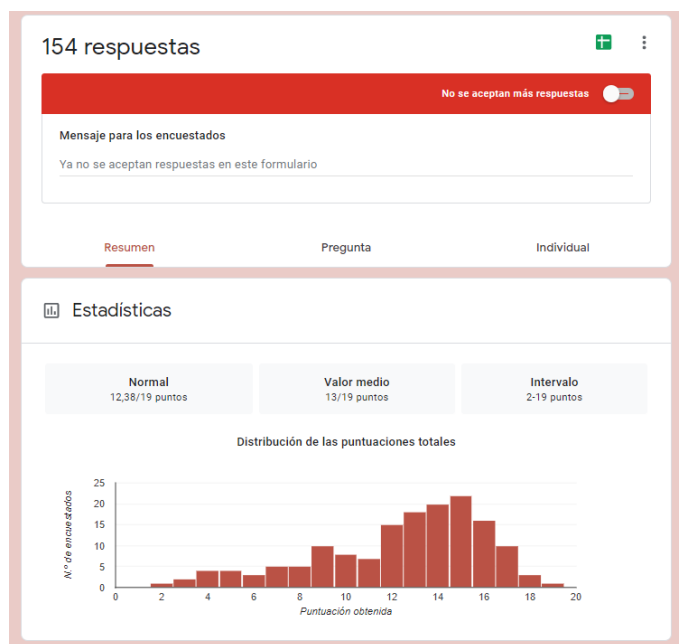 154 respuestas
No se aceptan más respuestas
Mensaje para los encuestados
Ya no se aceptan respuestas en este formulario
Resumen
Pregunta
Individual
Estadísticas
Normal
12,38/19 puntos
Valor medio
13/19 puntos
Intervalo
2-19 puntos
Distribución de las puntuaciones totales
N.º de encuestados
25
20
15
10
5
0
0 2 4 6 8 10 12 14 16 18 20
Puntuación obtenida